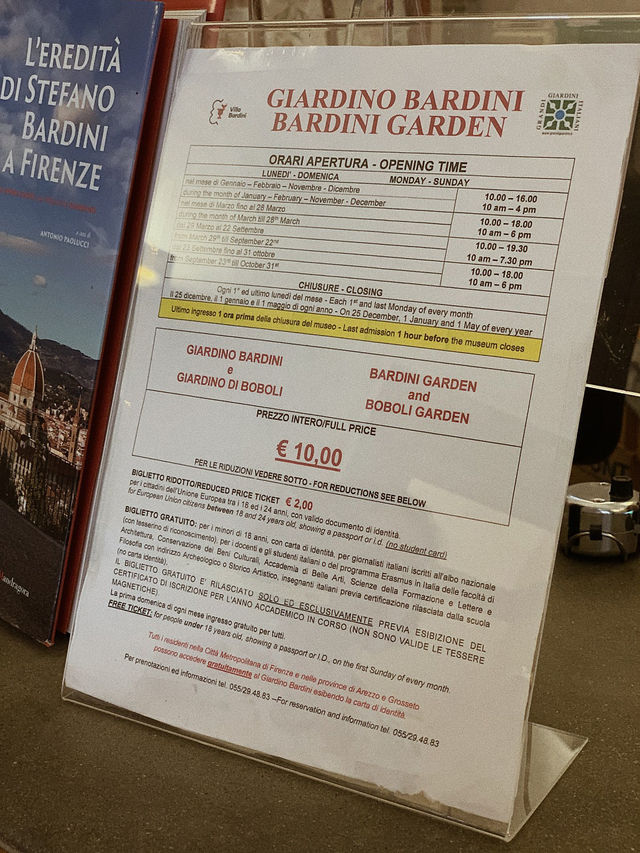 L'EREDITÀ
DI STEFANO
BARDINI
A FIRENZE
a cura di
ANTONIO PAOLUCCI
Mandragora
Villa
Bardini
GIARDINO BARDINI
BARDINI GARDEN
GRANDI GIARDINI ITALIANI
ORARI APERTURA - OPENING TIME
LUNEDI' - DOMENICA MONDAY - SUNDAY
nel mese di Gennaio – Febbraio – Novembre - Dicembre
during the month of January – February – November - December
10.00 – 16.00
10 am – 4 pm
nel mese di Marzo fino al 28 Marzo
during the month of March till 28th March
10.00 - 18.00
10 am – 6 pm
dal 29 Marzo al 22 Settembre
from March 29th till September 22nd
10.00 - 19.30
10 am – 7.30 pm
dal 23 Settembre fino al 31 ottobre
from September 23th till October 31st
10.00 - 18.00
10 am – 6 pm
CHIUSURE - CLOSING
Ogni 1° ed ultimo lunedì del mese - Each 1st and last Monday of every month
Il 25 dicembre, il 1 gennaio e il 1 maggio di ogni anno - On 25 December, 1 January and 1 May of every year
Ultimo ingresso 1 ora prima della chiusura del museo - Last admission 1 hour before the museum closes
GIARDINO BARDINI
e
GIARDINO DI BOBOLI
BARDINI GARDEN
and
BOBOLI GARDEN
PREZZO INTERO/FULL PRICE
€ 10,00
PER LE RIDUZIONI VEDERE SOTTO - FOR REDUCTIONS SEE BELOW
BIGLIETTO RIDOTTO/REDUCED PRICE TICKET € 2,00
per i cittadini dell'Unione Europea tra i 18 ed i 24 anni, con valido documento di identità.
for European Union citizens between 18 and 24 years old, showing a passport or I.d. (no student card)
BIGLIETTO GRATUITO: per i minori di 18 anni, con carta di identità, per giornalisti italiani iscritti all'albo nazionale
(con tesserino di riconoscimento), per i docenti e gli studenti italiani o del programma Erasmus in Italia delle facoltà di
Architettura, Conservazione dei Beni Culturali, Accademia di Belle Arti, Scienze della Formazione e Lettere e
Filosofia con indirizzo Archeologico o Storico Artistico, insegnanti italiani previa certificazione rilasciata dalla scuola
(no carta identità).
IL BIGLIETTO GRATUITO E' RILASCIATO SOLO ED ESCLUSIVAMENTE PREVIA ESIBIZIONE DEL
CERTIFICATO DI ISCRIZIONE PER L'ANNO ACCADEMICO IN CORSO (NON SONO VALIDE LE TESSERE
MAGNETICHE)
La prima domenica di ogni mese ingresso gratuito per tutti.
FREE TICKET: for people under 18 years old, showing a passport or I.D., on the first Sunday of every month.
Tutti i residenti nella Città Metropolitana di Firenze e nelle province di Arezzo e Grosseto
possono accedere gratuitamente al Giardino Bardini esibendo la carta di identità.
Per prenotazioni ed informazioni tel. 055/29.48.83 –For reservation and information tel. 055/29.48.83